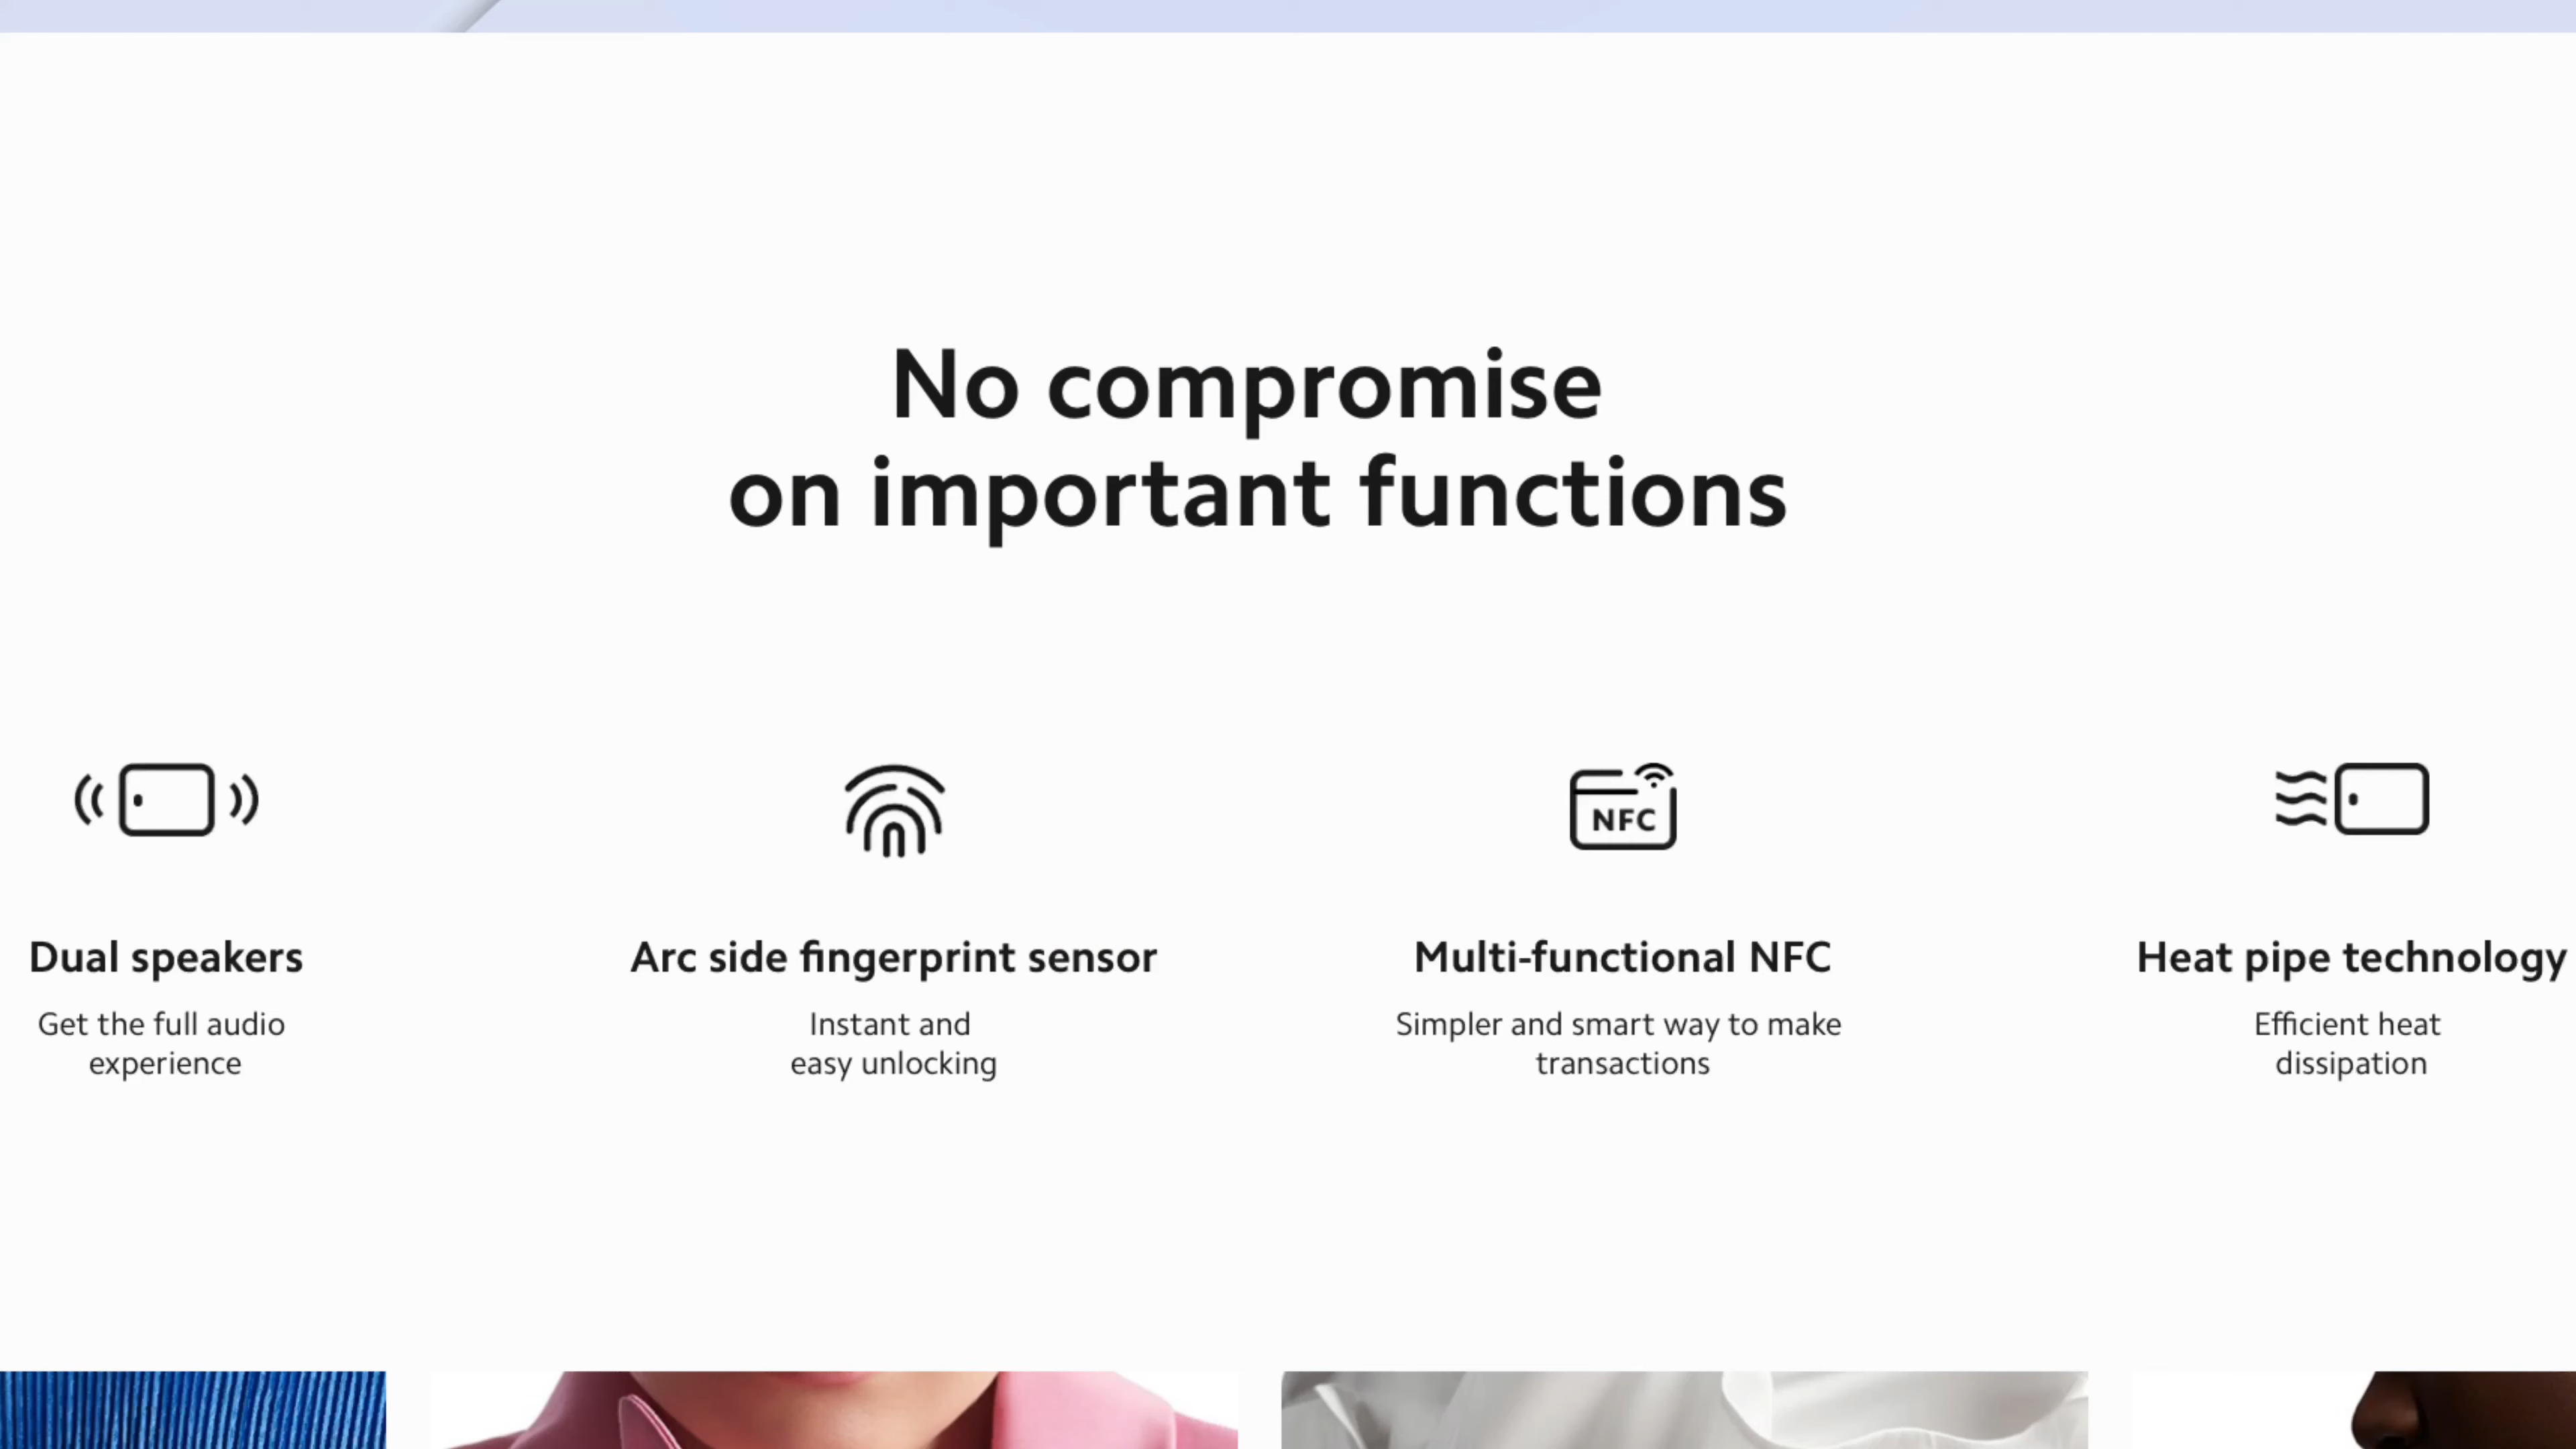 No compromise
on important functions
NFC
Dual speakers
Get the full audio
experience
Arc side fingerprint sensor
Instant and
easy unlocking
Multi-functional NFC
Simpler and smart way to make
transactions
Heat pipe technology
Efficient heat
dissipation